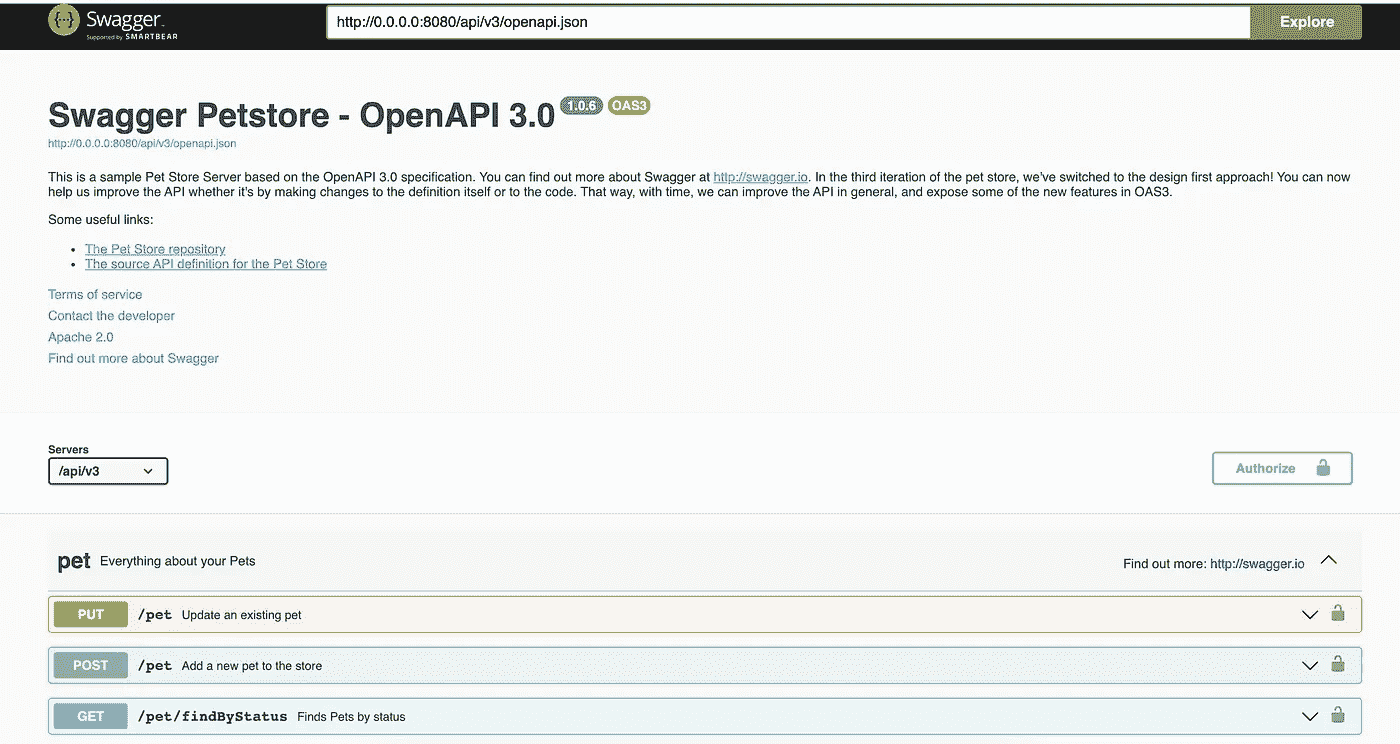 Swagger.
Supported by SMARTBEAR
http://0.0.0.0:8080/api/v3/openapi.json
Explore
Swagger Petstore - OpenAPI 3.0 1.0.6 OAS3
http://0.0.0.0:8080/api/v3/openapi.json
This is a sample Pet Store Server based on the OpenAPI 3.0 specification. You can find out more about Swagger at http://swagger.io. In the third iteration of the pet store, we've switched to the design first approach! You can now
help us improve the API whether it's by making changes to the definition itself or to the code. That way, with time, we can improve the API in general, and expose some of the new features in OAS3.
Some useful links:
• The Pet Store repository
• The source API definition for the Pet Store
Terms of service
Contact the developer
Apache 2.0
Find out more about Swagger
Servers
/api/v3
Authorize
pet Everything about your Pets
Find out more: http://swagger.io
PUT /pet Update an existing pet
POST /pet Add a new pet to the store
GET /pet/findByStatus Finds Pets by status